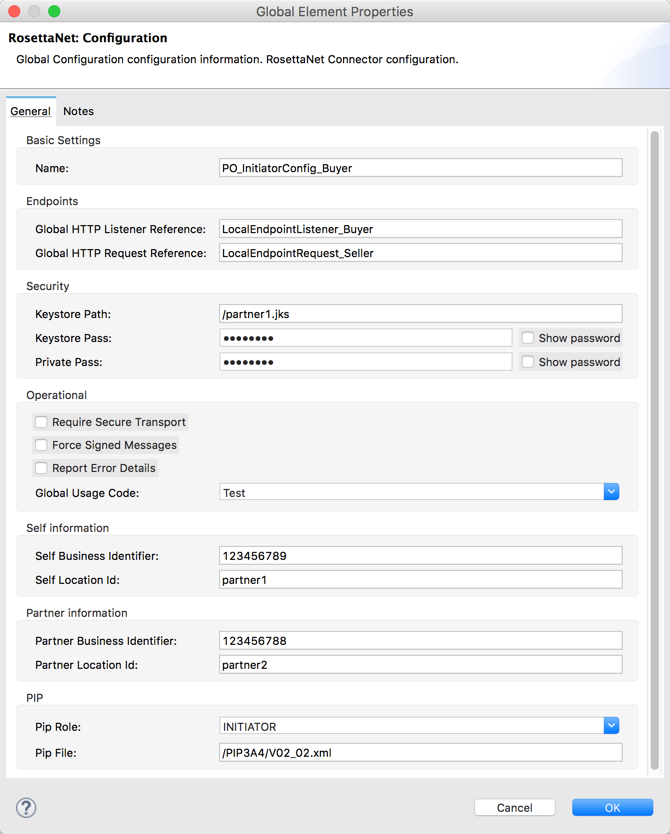 Global Element Properties
RosettaNet: Configuration
Global Configuration configuration information. RosettaNet Connector configuration.
General Notes
Basic Settings
Name: PO_InitiatorConfig_Buyer
Endpoints
Global HTTP Listener Reference: LocalEndpointListener_Buyer
Global HTTP Request Reference: LocalEndpointRequest_Seller
Security
Keystore Path: /partner1.jks
Keystore Pass: •••••••• Show password
Private Pass: •••••••• Show password
Operational
Require Secure Transport
Force Signed Messages
Report Error Details
Global Usage Code: Test
Self information
Self Business Identifier: 123456789
Self Location Id: partner1
Partner information
Partner Business Identifier: 123456788
Partner Location Id: partner2
PIP
Pip Role: INITIATOR
Pip File: /PIP3A4/V02_02.xml
? Cancel OK